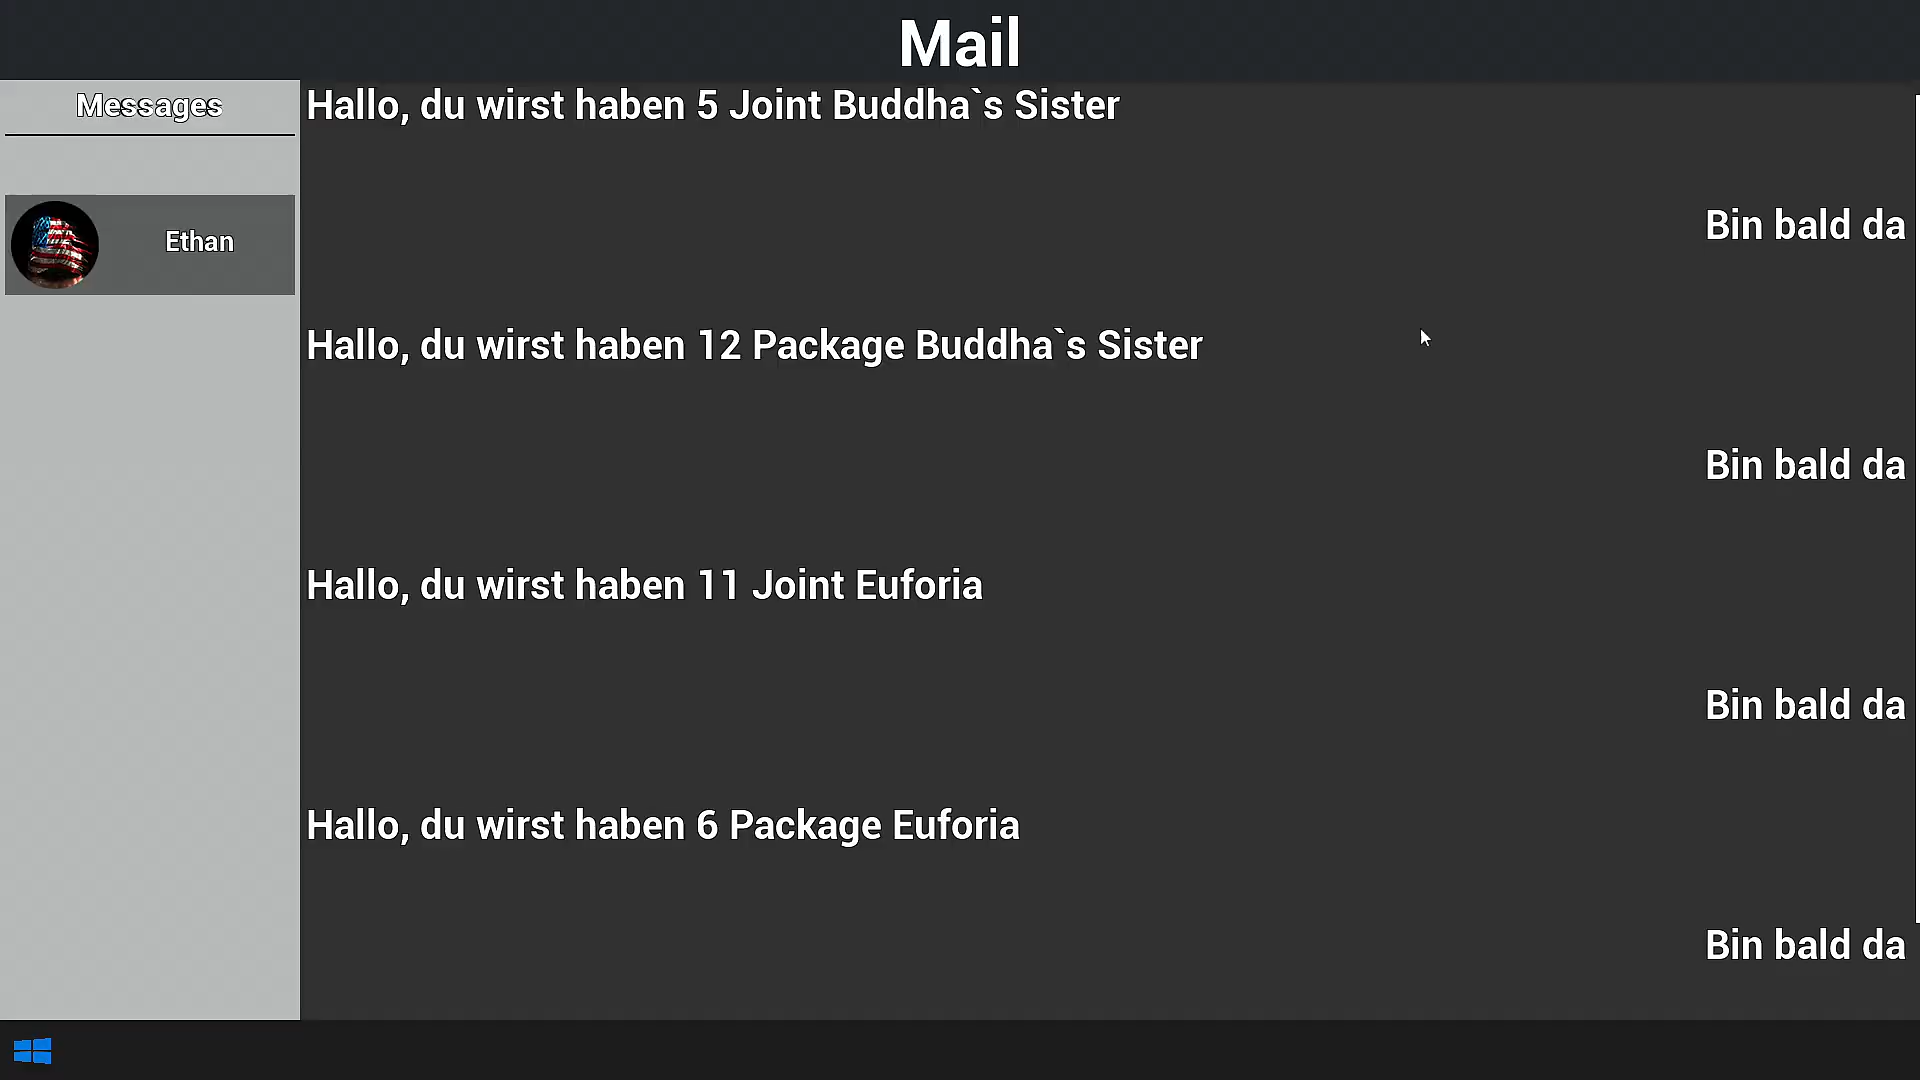 Mail
Messages
Ethan
Hallo, du wirst haben 5 Joint Buddha`s Sister
Bin bald da
Hallo, du wirst haben 12 Package Buddha`s Sister
Bin bald da
Hallo, du wirst haben 11 Joint Euforia
Bin bald da
Hallo, du wirst haben 6 Package Euforia
Bin bald da